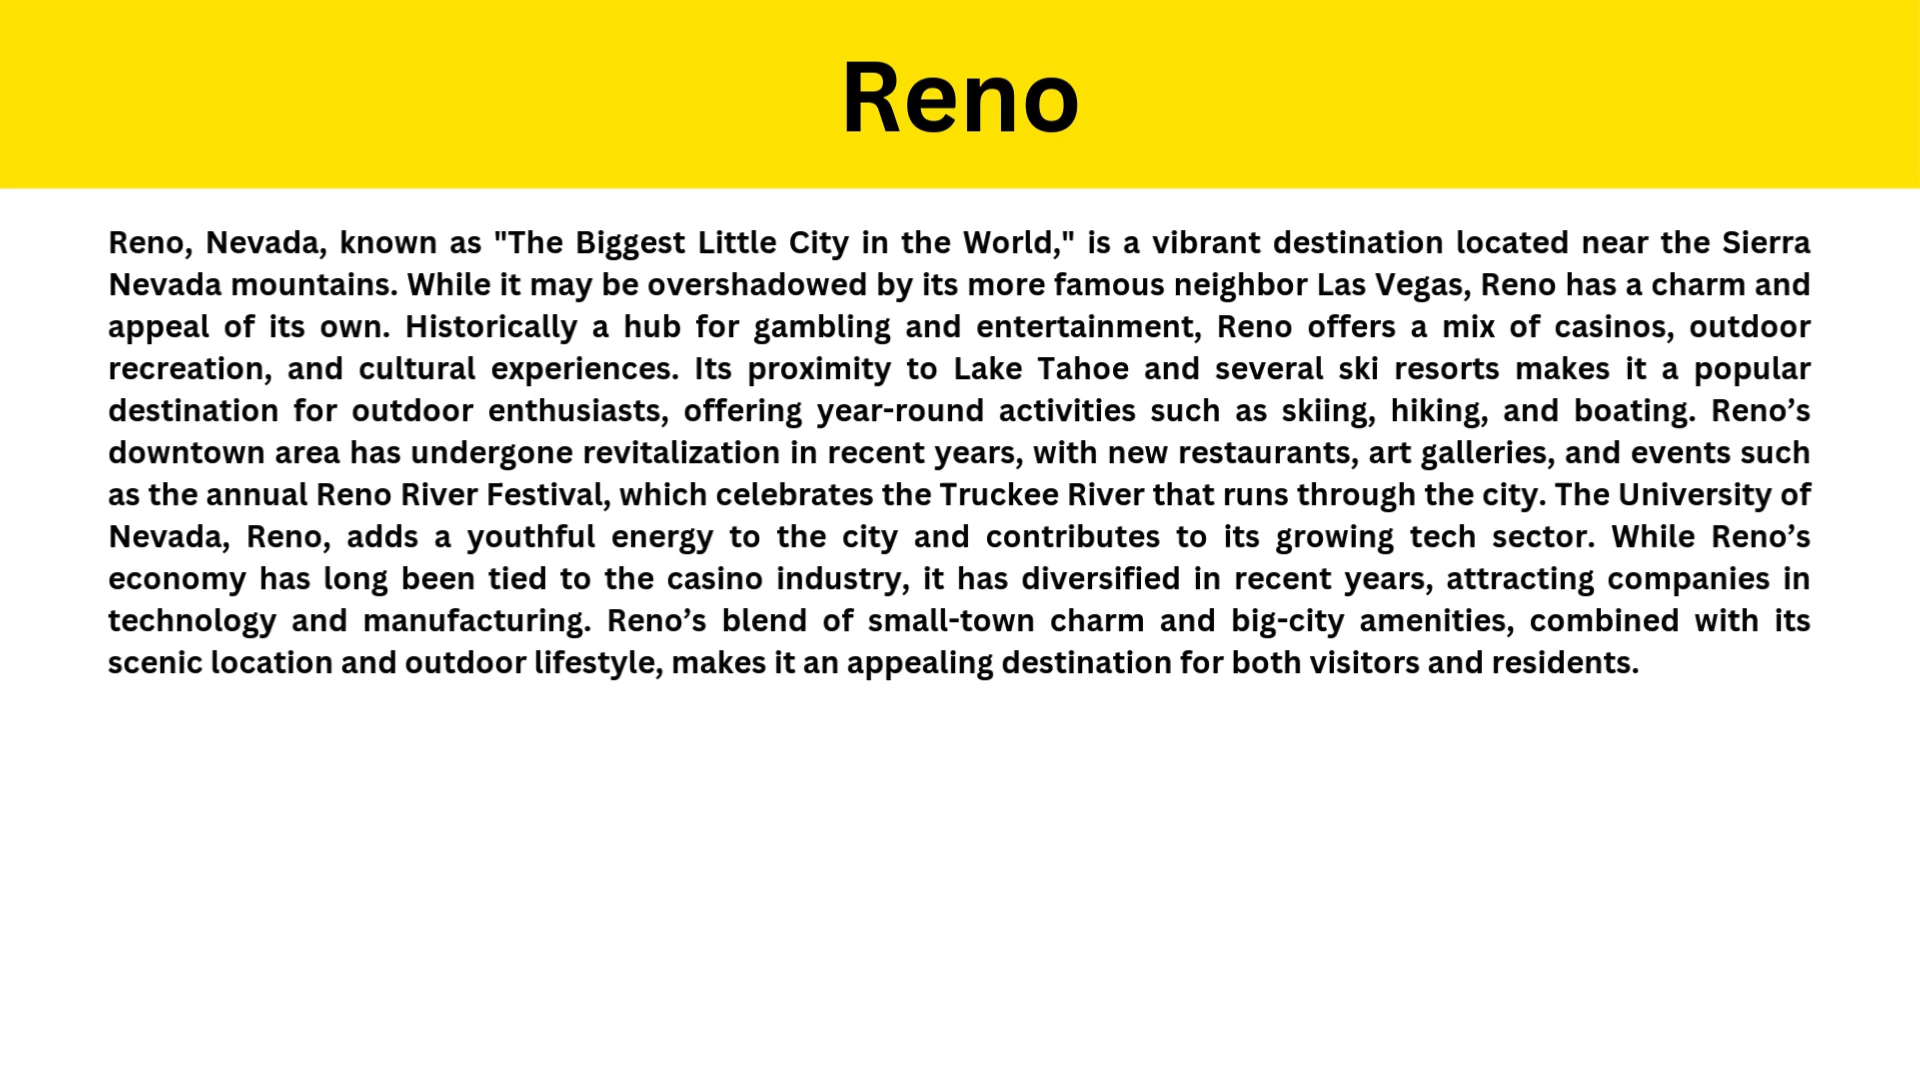 Reno
Reno, Nevada, known as "The Biggest Little City in the World," is a vibrant destination located near the Sierra
Nevada mountains. While it may be overshadowed by its more famous neighbor Las Vegas, Reno has a charm and
appeal of its own. Historically a hub for gambling and entertainment, Reno offers a mix of casinos, outdoor
recreation, and cultural experiences. Its proximity to Lake Tahoe and several ski resorts makes it a popular
destination for outdoor enthusiasts, offering year-round activities such as skiing, hiking, and boating. Reno’s
downtown area has undergone revitalization in recent years, with new restaurants, art galleries, and events such
as the annual Reno River Festival, which celebrates the Truckee River that runs through the city. The University of
Nevada, Reno, adds a youthful energy to the city and contributes to its growing tech sector. While Reno’s
economy has long been tied to the casino industry, it has diversified in recent years, attracting companies in
technology and manufacturing. Reno’s blend of small-town charm and big-city amenities, combined with its
scenic location and outdoor lifestyle, makes it an appealing destination for both visitors and residents.